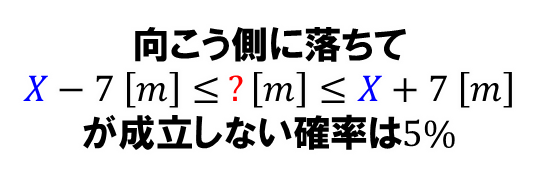 向こう側に落ちて
X − 7 [m] ≤ ? [m] ≤ X + 7 [m]
が成立しない確率は5%